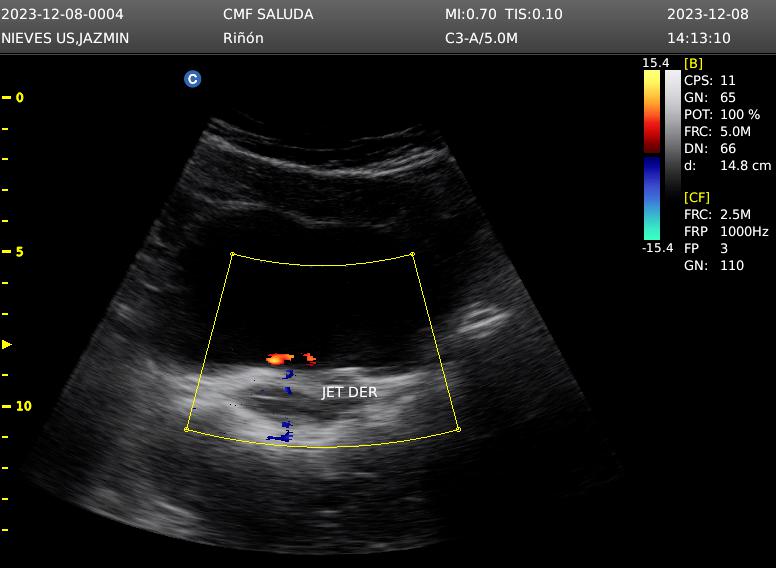 2023-12-08-0004 CMF SALUDA MI:0.70 TIS:0.10 2023-12-08
NIEVES US,JAZMIN Riñón C3-A/5.0M 14:13:10
C
15.4 [B]
CPS: 11
GN: 65
POT: 100 %
FRC: 5.0M
DN: 66
d: 14.8 cm
[CF]
FRC: 2.5M
FRP 1000Hz
-15.4 FP 3
GN: 110
0
5
10
JET DER